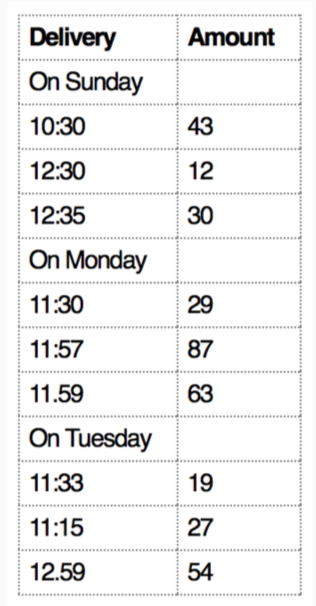 Delivery Amount
On Sunday
10:30 43
12:30 12
12:35 30
On Monday
11:30 29
11:57 87
11.59 63
On Tuesday
11:33 19
11:15 27
12.59 54